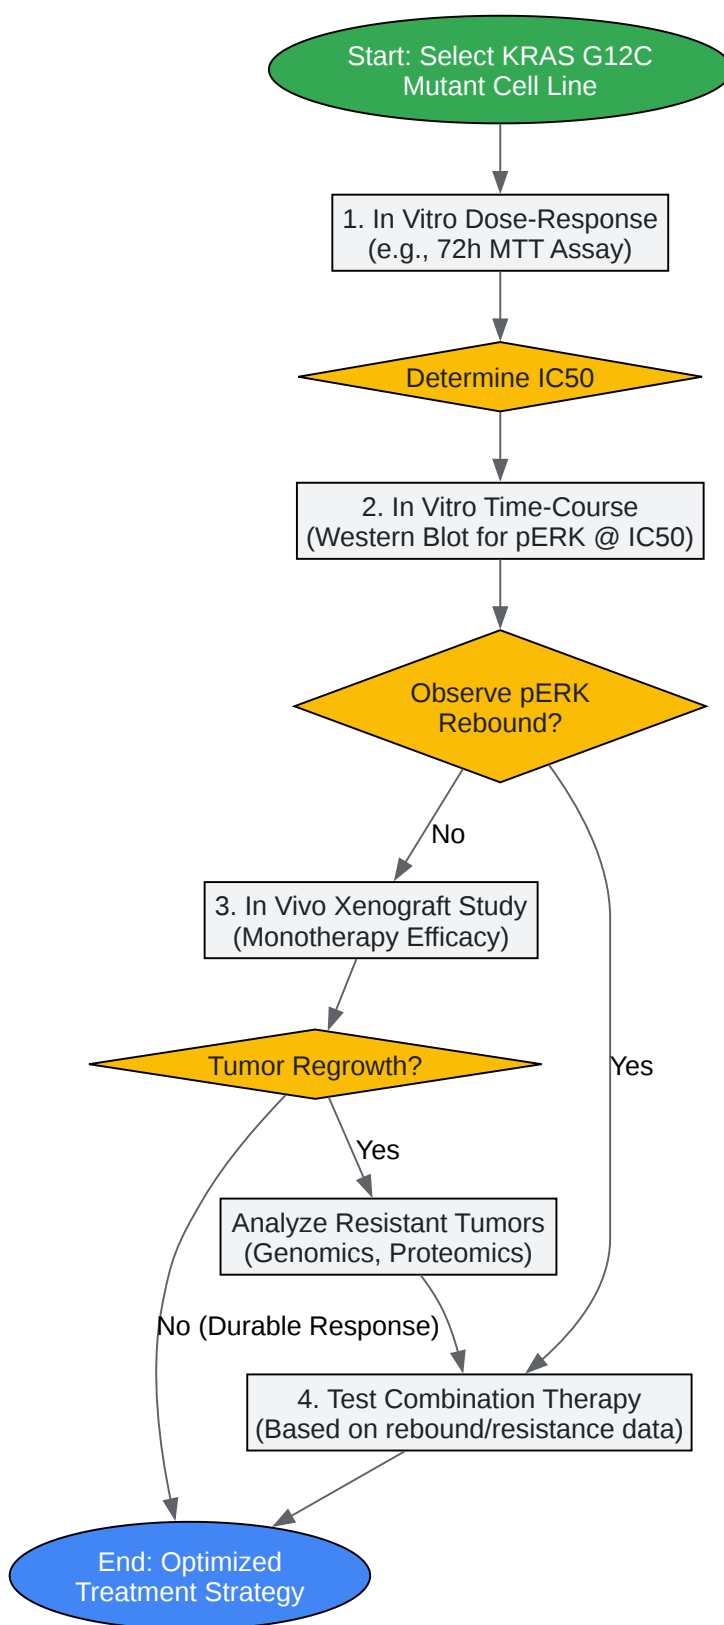 Start: Select KRAS G12C
Mutant Cell Line
1. In Vitro Dose-Response
(e.g., 72h MTT Assay)
Determine IC50
2. In Vitro Time-Course
(Western Blot for pERK @ IC50)
Observe pERK
Rebound?
No
3. In Vivo Xenograft Study
(Monotherapy Efficacy)
Tumor Regrowth?
Yes
Yes
Analyze Resistant Tumors
(Genomics, Proteomics)
No (Durable Response)
4. Test Combination Therapy
(Based on rebound/resistance data)
End: Optimized
Treatment Strategy